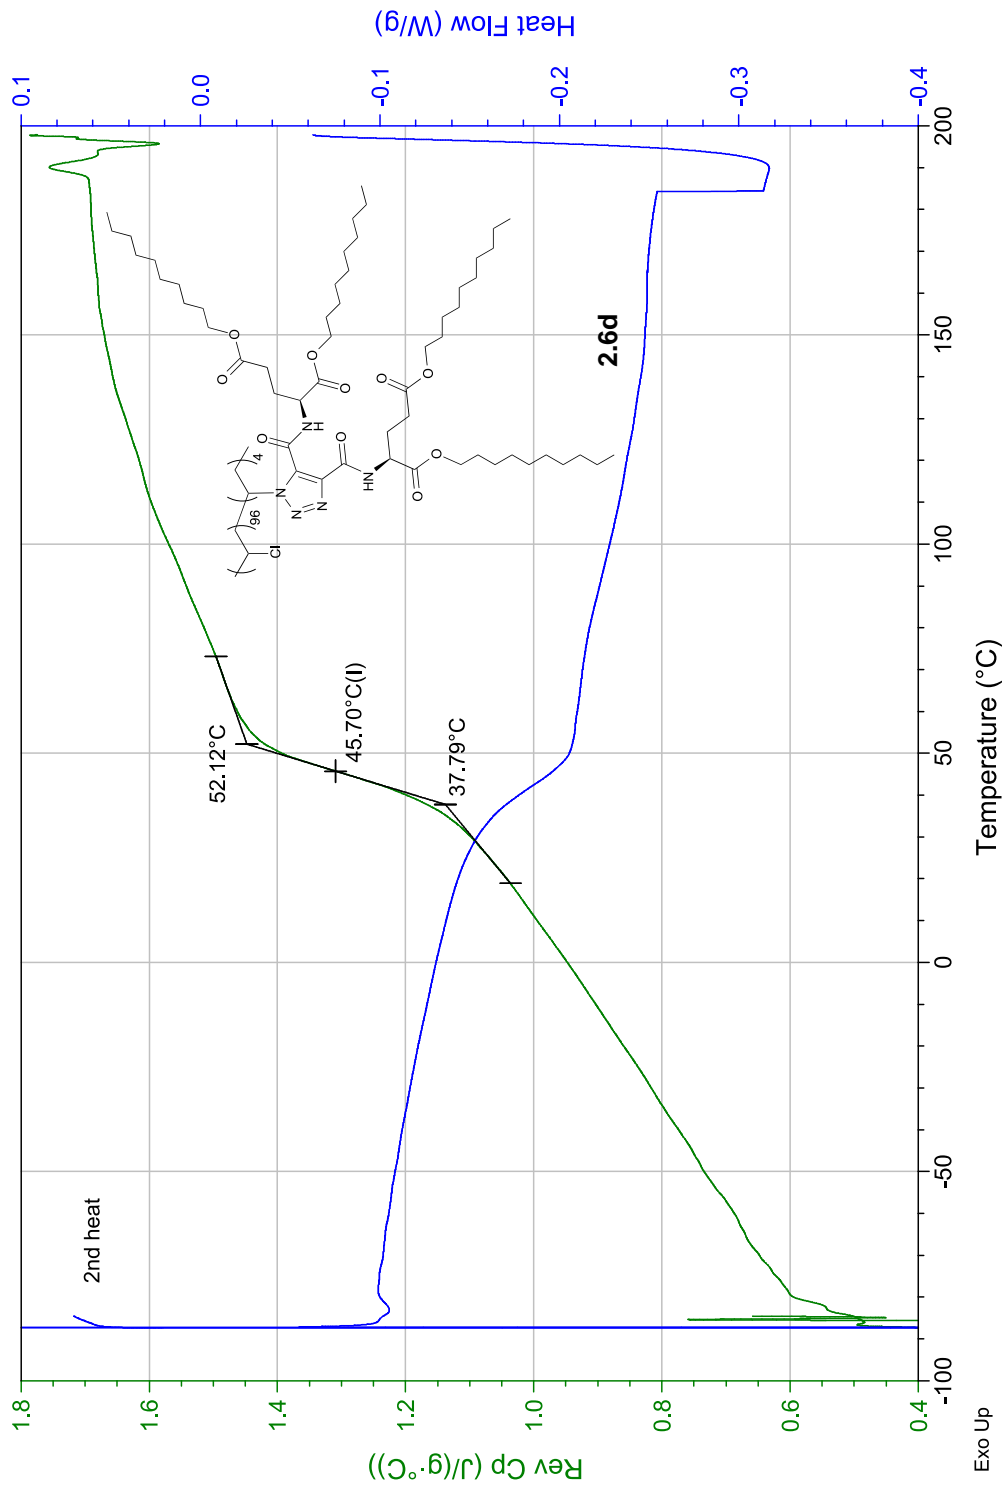 2nd heat
52.12°C
45.70°C(I)
37.79°C
2.6d
Cl
96
4
N
N
N
O
N
H
O
O
O
O
O
HN
O
O
O
O
1.8
1.6
1.4
1.2
1.0
0.8
0.6
0.4
Rev Cp (J/(g·°C))
0.1
0.0
-0.1
-0.2
-0.3
-0.4
Heat Flow (W/g)
-100
-50
0
50
100
150
200
Temperature (°C)
Exo Up